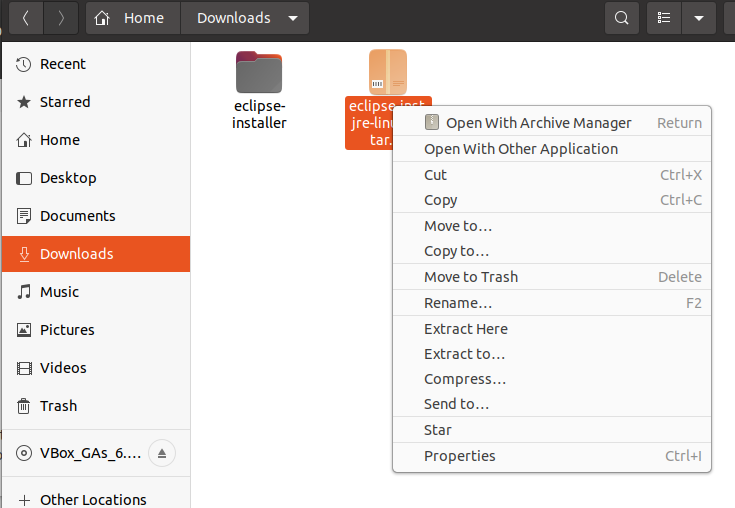 Home
Downloads
Recent
Starred
Home
Desktop
Documents
Downloads
Music
Pictures
Videos
Trash
VBox_GAs_6....
Other Locations
eclipse-
installer
eclipse-inst-
jre-linu
tar.
Open With Archive Manager Return
Open With Other Application
Cut Ctrl+X
Copy Ctrl+C
Move to…
Copy to…
Move to Trash Delete
Rename… F2
Extract Here
Extract to…
Compress…
Send to…
Star
Properties Ctrl+I